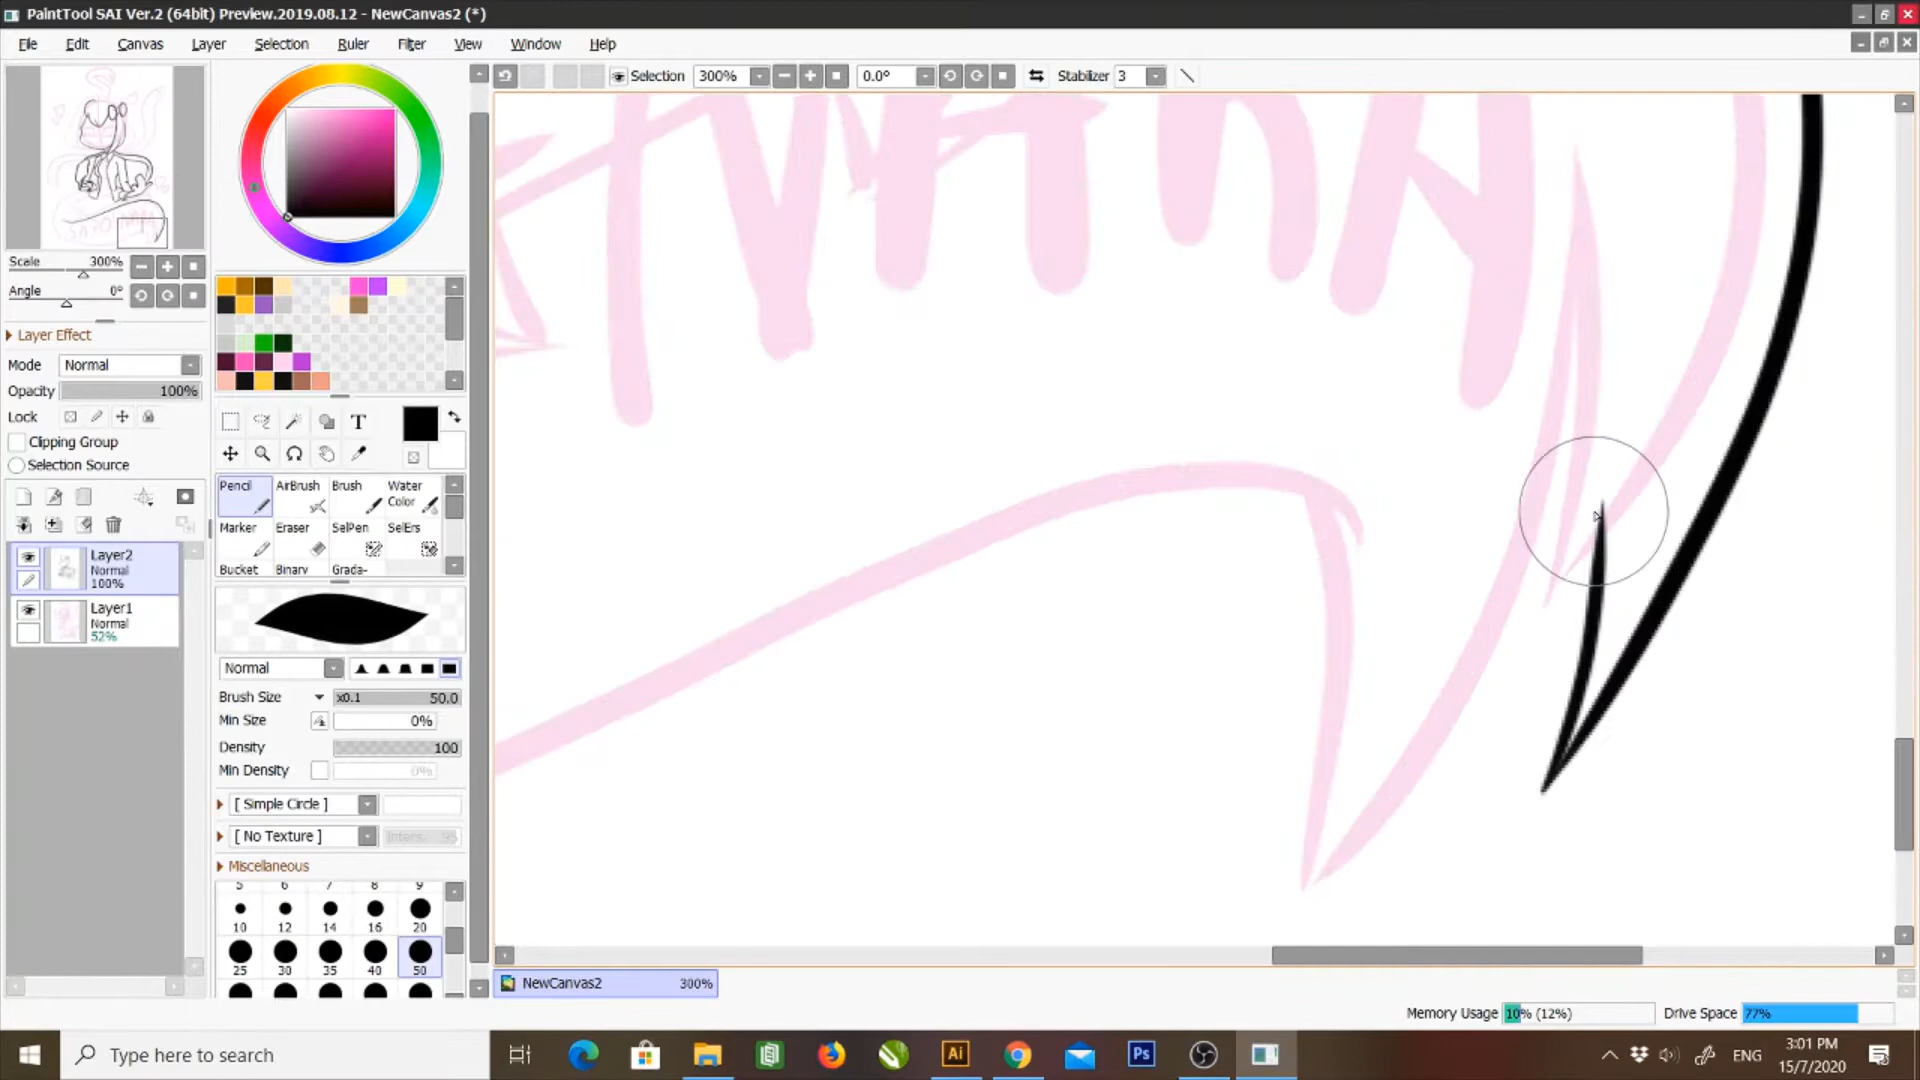 PaintTool SAI Ver.2 (64bit) Preview.2019.08.12 - NewCanvas2 (*)
File Edit Canvas Layer Selection Ruler Filter View Window Help
Selection 300% 0.0° Stabilizer 3
Scale 300%
Angle 0°
Layer Effect
Mode Normal
Opacity 100%
Lock
Clipping Group
Selection Source
T
Pencil AirBrush Brush Water Color
Marker Eraser SelPen SelErs
Bucket Binary Grada-
Layer2
Normal
100%
Layer1
Normal
52%
Normal
Brush Size x0.1 50.0
Min Size 0%
Density 100
Min Density 0%
[ Simple Circle ]
[ No Texture ]
Miscellaneous
5 6 7 8 9
10 12 14 16 20
25 30 35 40 50
NewCanvas2 300%
Memory Usage 10% (12%) Drive Space 77%
Type here to search
Ai Ps ENG
3:01 PM
15/7/2020